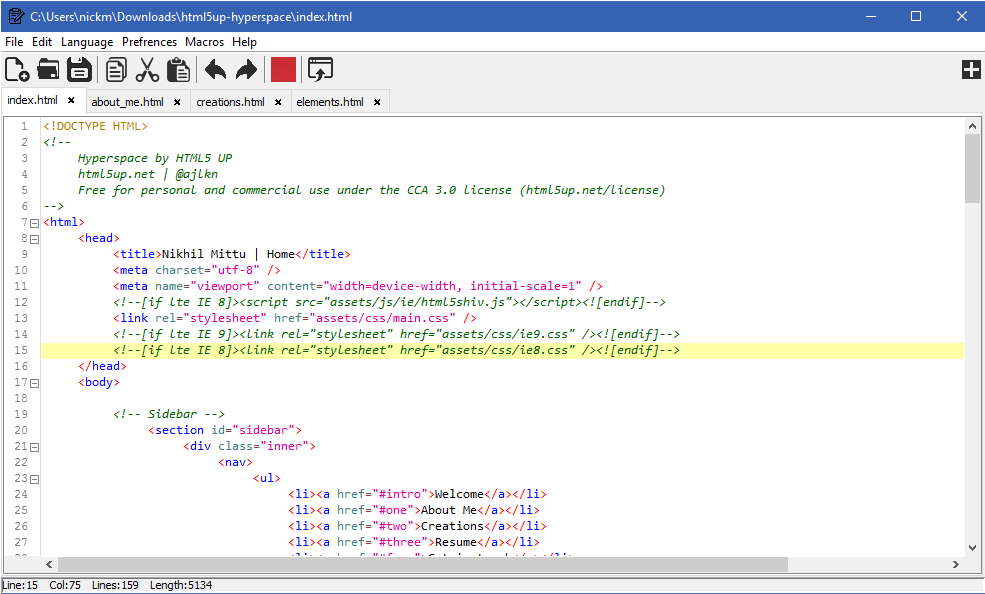 C:\Users\nickm\Downloads\html5up-hyperspace\index.html
File Edit Language Prefrences Macros Help
index.html × about_me.html × creations.html × elements.html ×
1 <!DOCTYPE HTML>
2 <!--
3 Hyperspace by HTML5 UP
4 html5up.net | @ajlkn
5 Free for personal and commercial use under the CCA 3.0 license (html5up.net/license)
6 -->
7 <html>
8 <head>
9 <title>Nikhil Mittu | Home</title>
10 <meta charset="utf-8" />
11 <meta name="viewport" content="width=device-width, initial-scale=1" />
12 <!--[if lte IE 8]><script src="assets/js/ie/html5shiv.js"></script><![endif]-->
13 <link rel="stylesheet" href="assets/css/main.css" />
14 <!--[if lte IE 9]><link rel="stylesheet" href="assets/css/ie9.css" /><![endif]-->
15 <!--[if lte IE 8]><link rel="stylesheet" href="assets/css/ie8.css" /><![endif]-->
16 </head>
17 <body>
18
19 <!-- Sidebar -->
20 <section id="sidebar">
21 <div class="inner">
22 <nav>
23 <ul>
24 <li><a href="#intro">Welcome</a></li>
25 <li><a href="#one">About Me</a></li>
26 <li><a href="#two">Creations</a></li>
27 <li><a href="#three">Resume</a></li>
Line:15 Col:75 Lines:159 Length:5134